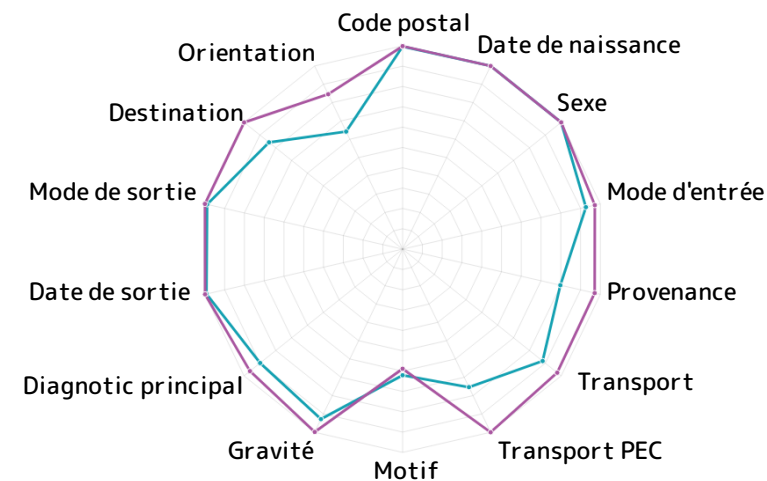 Code postal
Date de naissance
Sexe
Mode d'entrée
Provenance
Transport
Transport PEC
Motif
Gravité
Diagnotic principal
Date de sortie
Mode de sortie
Destination
Orientation